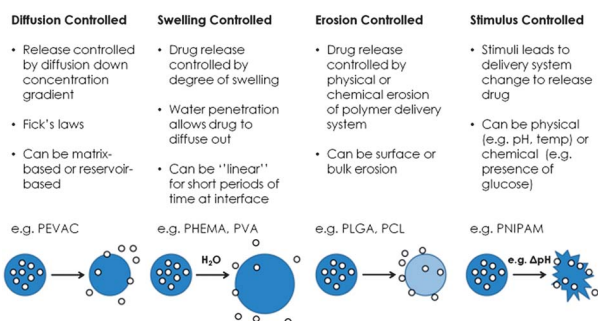 Diffusion Controlled
• Release controlled
by diffusion down
concentration
gradient
• Fick's laws
• Can be matrix-
based or reservoir-
based
e.g. PEVAC
Swelling Controlled
• Drug release
controlled by
degree of swelling
• Water penetration
allows drug to
diffuse out
• Can be ‘'linear’'
for short periods of
time at interface
e.g. PHEMA, PVA
H₂O
Erosion Controlled
• Drug release
controlled by
physical or
chemical erosion
of polymer delivery
system
• Can be surface or
bulk erosion
e.g. PLGA, PCL
Stimulus Controlled
• Stimuli leads to
delivery system
change to release
drug
• Can be physical
(e.g. pH, temp) or
chemical (e.g.
presence of
glucose)
e.g. PNIPAM
e.g. ΔpH